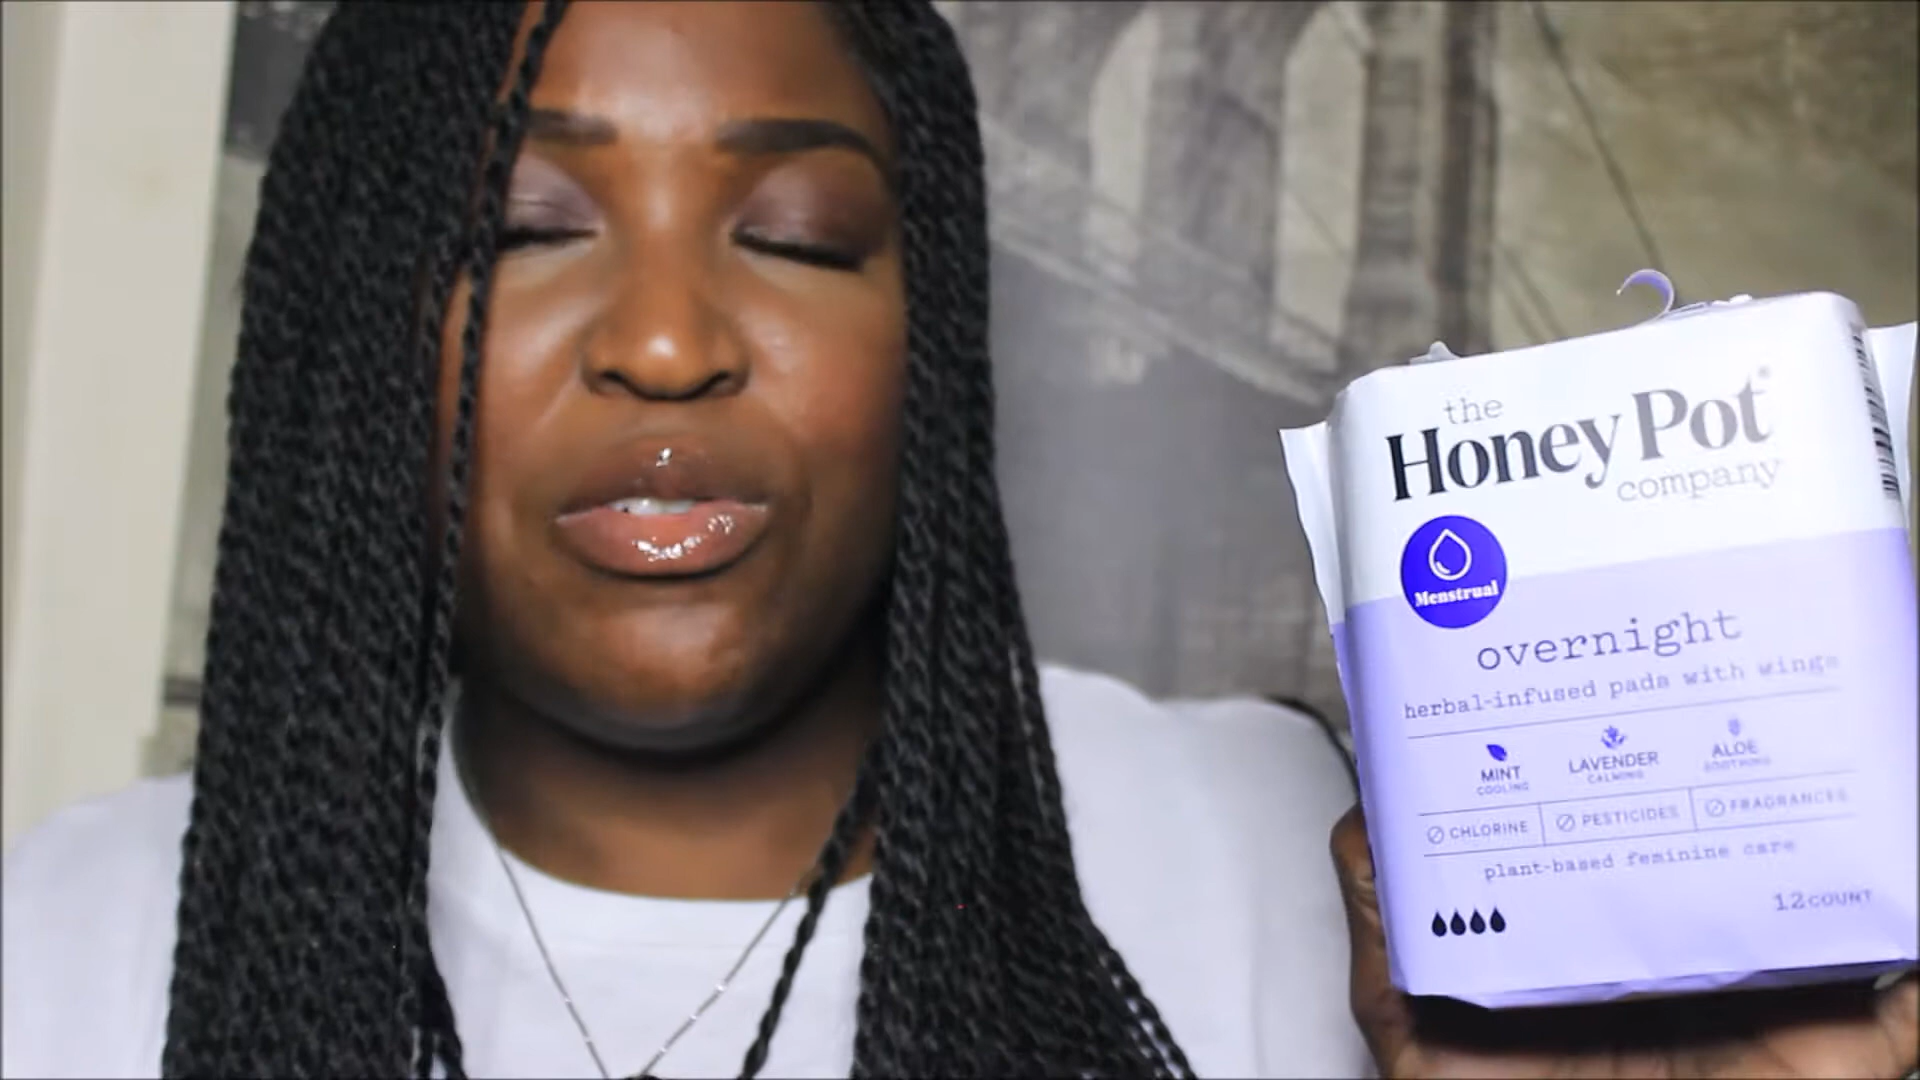 the
Honey Pot®
company
Menstrual
overnight
herbal-infused pads with wings
MINT
COOLING
LAVENDER
CALMING
ALOE
SOOTHING
CHLORINE
PESTICIDES
FRAGRANCES
plant-based feminine care
12 COUNT